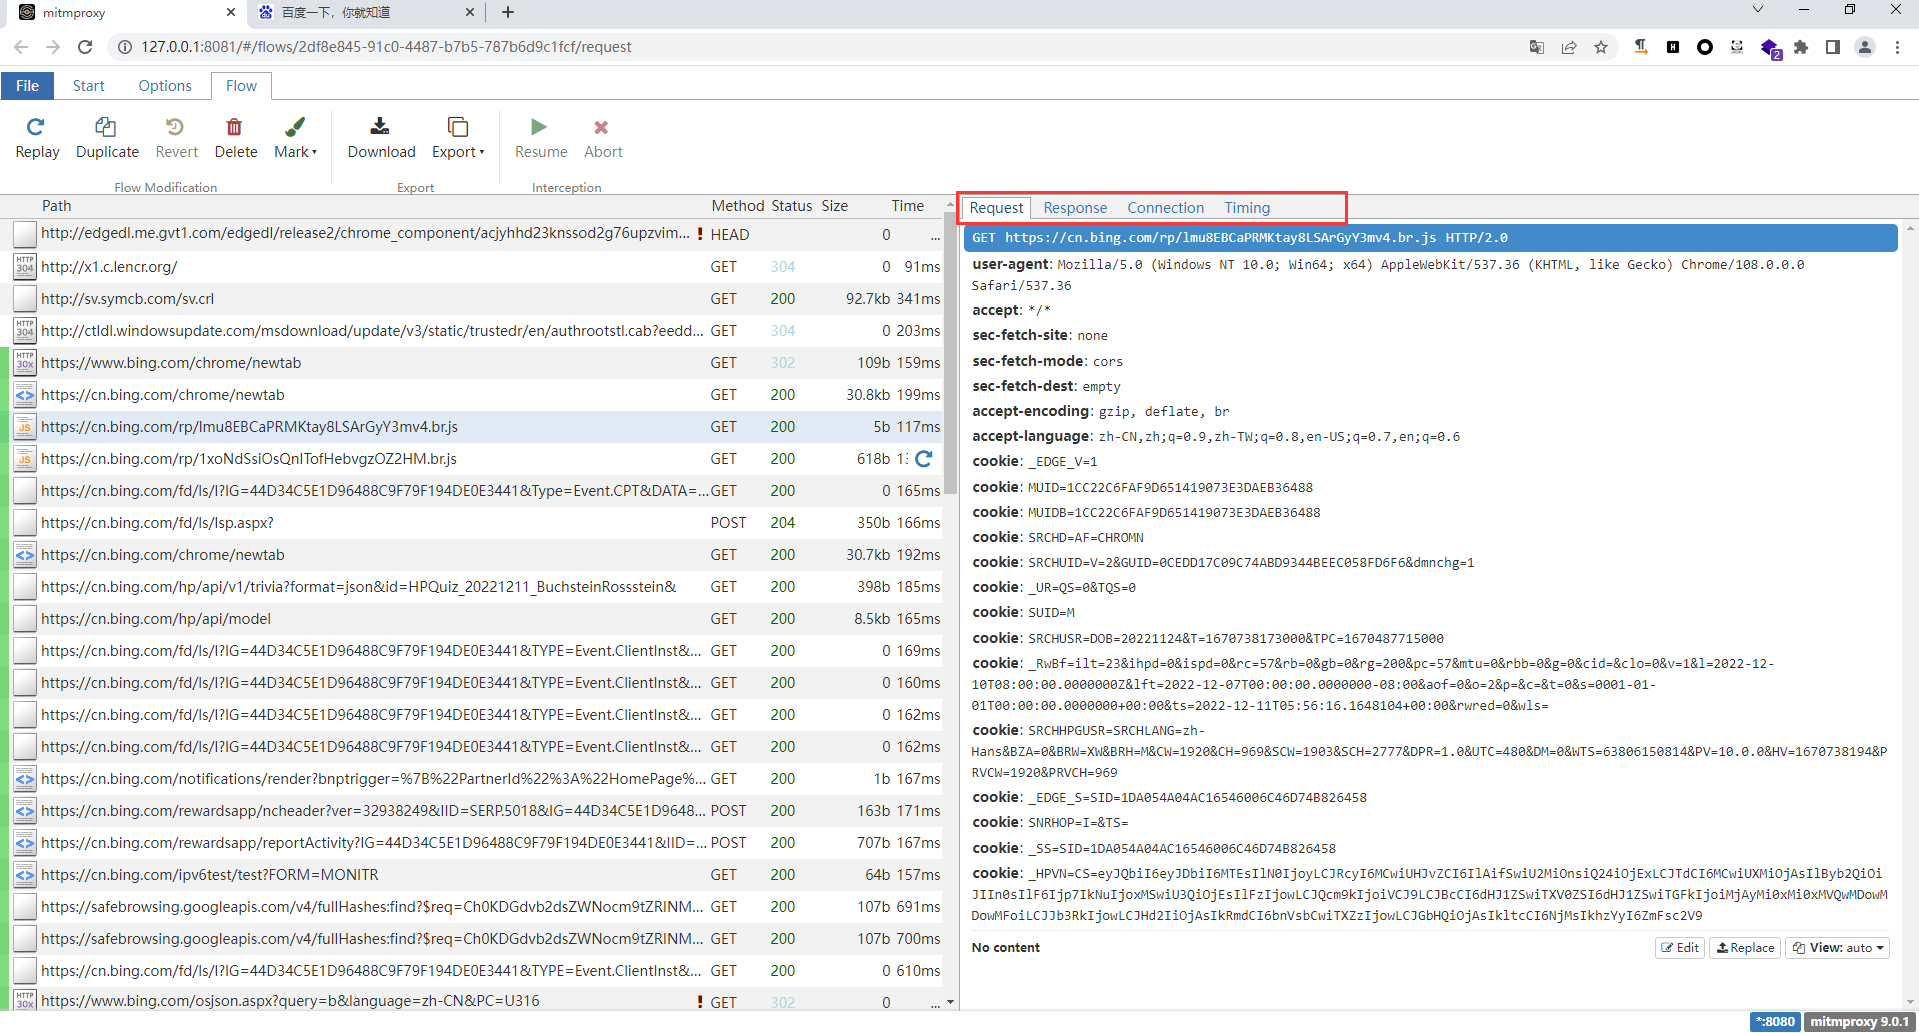 mitmproxy
百度一下，你就知道
127.0.0.1:8081/#/flows/2df8e845-91c0-4487-b7b5-787b6d9c1fcf/request
2
File Start Options Flow
Replay Duplicate Revert Delete Mark Download Export Resume Abort
Flow Modification Export Interception
Path Method Status Size Time
http://edgedl.me.gvt1.com/edgedl/release2/chrome_component/acjyhhd23knssod2g76upzvim... ! HEAD 0 ...
HTTP 304 http://x1.c.lencr.org/ GET 304 0 91ms
http://sv.symcb.com/sv.crl GET 200 92.7kb 341ms
HTTP 304 http://ctldl.windowsupdate.com/msdownload/update/v3/static/trustedr/en/authrootstl.cab?eedd... GET 304 0 203ms
HTTP 30x https://www.bing.com/chrome/newtab GET 302 109b 159ms
https://cn.bing.com/chrome/newtab GET 200 30.8kb 199ms
JS https://cn.bing.com/rp/lmu8EBCaPRMKtay8LSArGyY3mv4.br.js GET 200 5b 117ms
JS https://cn.bing.com/rp/1xoNdSsiOsQnITofHebvgzOZ2HM.br.js GET 200 618b
https://cn.bing.com/fd/ls/l?IG=44D34C5E1D96488C9F79F194DE0E3441&Type=Event.CPT&DATA=... GET 200 0 165ms
https://cn.bing.com/fd/ls/lsp.aspx? POST 204 350b 166ms
https://cn.bing.com/chrome/newtab GET 200 30.7kb 192ms
https://cn.bing.com/hp/api/v1/trivia?format=json&id=HPQuiz_20221211_BuchsteinRossstein& GET 200 398b 185ms
https://cn.bing.com/hp/api/model GET 200 8.5kb 165ms
https://cn.bing.com/fd/ls/l?IG=44D34C5E1D96488C9F79F194DE0E3441&TYPE=Event.ClientInst&... GET 200 0 169ms
https://cn.bing.com/fd/ls/l?IG=44D34C5E1D96488C9F79F194DE0E3441&TYPE=Event.ClientInst&... GET 200 0 160ms
https://cn.bing.com/fd/ls/l?IG=44D34C5E1D96488C9F79F194DE0E3441&TYPE=Event.ClientInst&... GET 200 0 162ms
https://cn.bing.com/fd/ls/l?IG=44D34C5E1D96488C9F79F194DE0E3441&TYPE=Event.ClientInst&... GET 200 0 162ms
https://cn.bing.com/notifications/render?bnptrigger=%7B%22PartnerId%22%3A%22HomePage%... GET 200 1b 167ms
https://cn.bing.com/rewardsapp/ncheader?ver=32938249&IID=SERP.5018&IG=44D34C5E1D9648... POST 200 163b 171ms
https://cn.bing.com/rewardsapp/reportActivity?IG=44D34C5E1D96488C9F79F194DE0E3441&IID=... POST 200 707b 167ms
https://cn.bing.com/ipv6test/test?FORM=MONITR GET 200 64b 157ms
https://safebrowsing.googleapis.com/v4/fullHashes:find?$req=Ch0KDGdvb2dsZWNocm9tZRINM... GET 200 107b 691ms
https://safebrowsing.googleapis.com/v4/fullHashes:find?$req=Ch0KDGdvb2dsZWNocm9tZRINM... GET 200 107b 700ms
https://cn.bing.com/fd/ls/l?IG=44D34C5E1D96488C9F79F194DE0E3441&TYPE=Event.ClientInst&... GET 200 0 610ms
HTTP 30x https://www.bing.com/osjson.aspx?query=b&language=zh-CN&PC=U316 ! GET 302 0 ...
Request Response Connection Timing
GET https://cn.bing.com/rp/lmu8EBCaPRMKtay8LSArGyY3mv4.br.js HTTP/2.0
user-agent: Mozilla/5.0 (Windows NT 10.0; Win64; x64) AppleWebKit/537.36 (KHTML, like Gecko) Chrome/108.0.0.0
Safari/537.36
accept: */*
sec-fetch-site: none
sec-fetch-mode: cors
sec-fetch-dest: empty
accept-encoding: gzip, deflate, br
accept-language: zh-CN,zh;q=0.9,zh-TW;q=0.8,en-US;q=0.7,en;q=0.6
cookie: _EDGE_V=1
cookie: MUID=1CC22C6FAF9D651419073E3DAEB36488
cookie: MUIDB=1CC22C6FAF9D651419073E3DAEB36488
cookie: SRCHD=AF=CHROMN
cookie: SRCHUID=V=2&GUID=0CEDD17C09C74ABD9344BEEC058FD6F6&dmnchg=1
cookie: _UR=QS=0&TQS=0
cookie: SUID=M
cookie: SRCHUSR=DOB=20221124&T=1670738173000&TPC=1670487715000
cookie: _RwBf=ilt=23&ihpd=0&ispd=0&rc=57&rb=0&gb=0&rg=200&pc=57&mtu=0&rbb=0&g=0&cid=&clo=0&v=1&l=2022-12-
10T08:00:00.0000000Z&lft=2022-12-07T00:00:00.0000000-08:00&aof=0&o=2&p=&c=&t=0&s=0001-01-
01T00:00:00.0000000+00:00&ts=2022-12-11T05:56:16.1648104+00:00&rwred=0&wls=
cookie: SRCHHPGUSR=SRCHLANG=zh-
Hans&BZA=0&BRW=XW&BRH=M&CW=1920&CH=969&SCW=1903&SCH=2777&DPR=1.0&UTC=480&DM=0&WTS=63806150814&PV=10.0.0&HV=1670738194&P
RVCW=1920&PRVCH=969
cookie: _EDGE_S=SID=1DA054A04AC16546006C46D74B826458
cookie: SNRHOP=I=&TS=
cookie: _SS=SID=1DA054A04AC16546006C46D74B826458
cookie: _HPVN=CS=eyJQbiI6eyJDbiI6MTEsIlN0IjoyLCJRcyI6MCwiUHJvZCI6IlAifSwiU2MiOnsiQ24iOjExLCJTdCI6MCwiUXMiOjAsIlByb2QiOi
JIIn0sIlF6Ijp7IkNuIjoxMSwiU3QiOjEsIlFzIjowLCJQcm9kIjoiVCJ9LCJBcCI6dHJ1ZSwiTXV0ZSI6dHJ1ZSwiTGFkIjoiMjAyMi0xMi0xMVQwMDowM
DowMFoiLCJJb3RkIjowLCJHd2IiOjAsIkRmdCI6bnVsbCwiTXZzIjowLCJGbHQiOjAsIkltcCI6NjMsIkhzYyI6ZmFsc2V9
No content Edit Replace View: auto
*:8080 mitmproxy 9.0.1